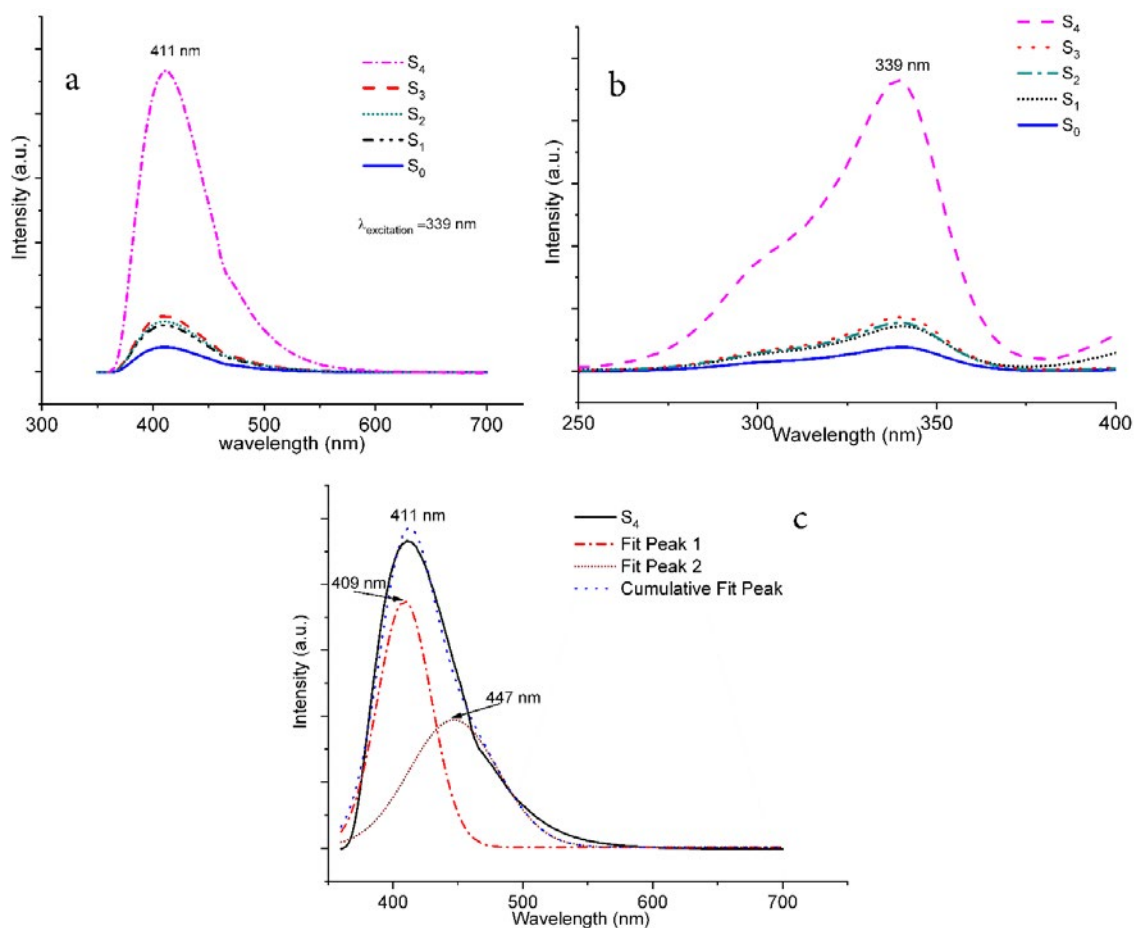 a
411 nm
S4
S3
S2
S1
S0
λexcitation =339 nm
Intensity (a.u.)
300
400
500
600
700
wavelength (nm)
b
339 nm
S4
S3
S2
S1
S0
Intensity (a.u.)
250
300
350
400
Wavelength (nm)
c
411 nm
409 nm
447 nm
S4
Fit Peak 1
Fit Peak 2
Cumulative Fit Peak
Intensity (a.u.)
400
500
600
700
Wavelength (nm)